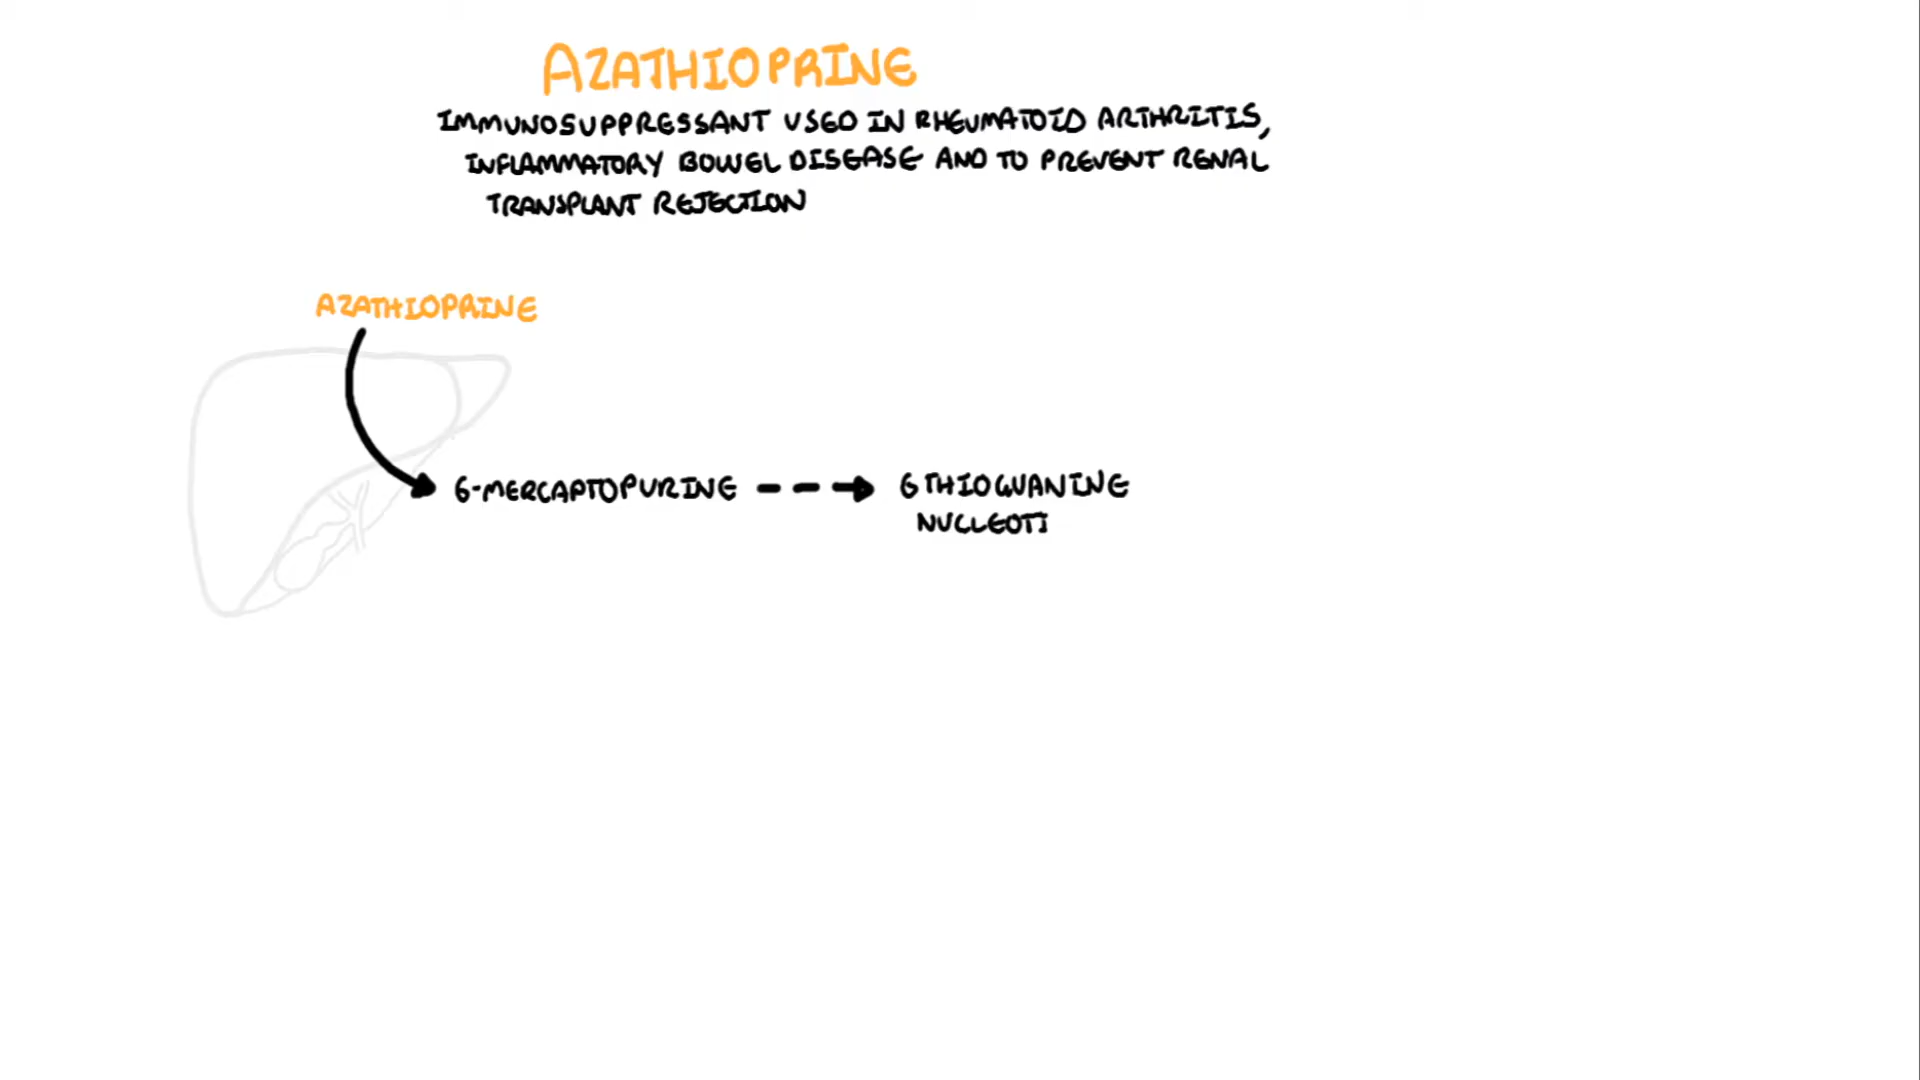 AZATHIOPRINE
IMMUNOSUPPRESSANT USED IN RHEUMATOID ARTHRITIS,
INFLAMMATORY BOWEL DISEASE AND TO PREVENT RENAL
TRANSPLANT REJECTION
AZATHIOPRINE
6-MERCAPTOPURINE
6 THIOGUANINE
NUCLEOTI